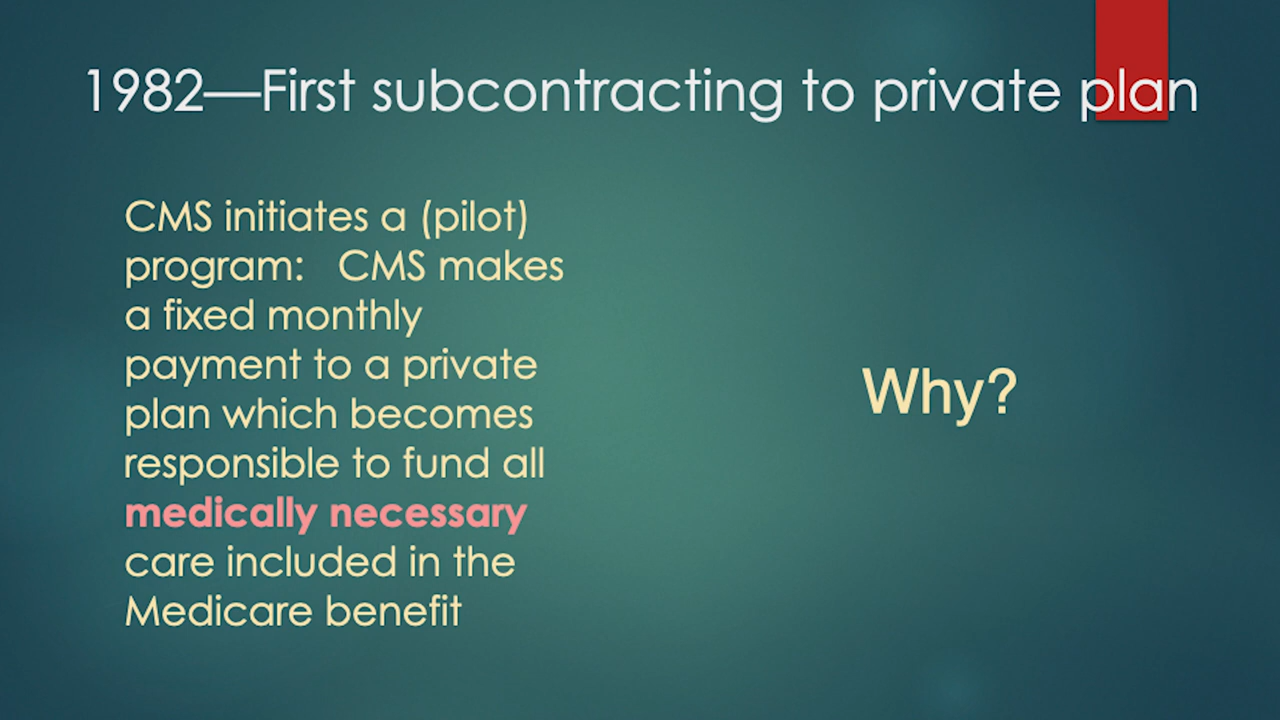 1982—First subcontracting to private plan
CMS initiates a (pilot)
program:   CMS makes
a fixed monthly
payment to a private
plan which becomes
responsible to fund all
medically necessary
care included in the
Medicare benefit
Why?